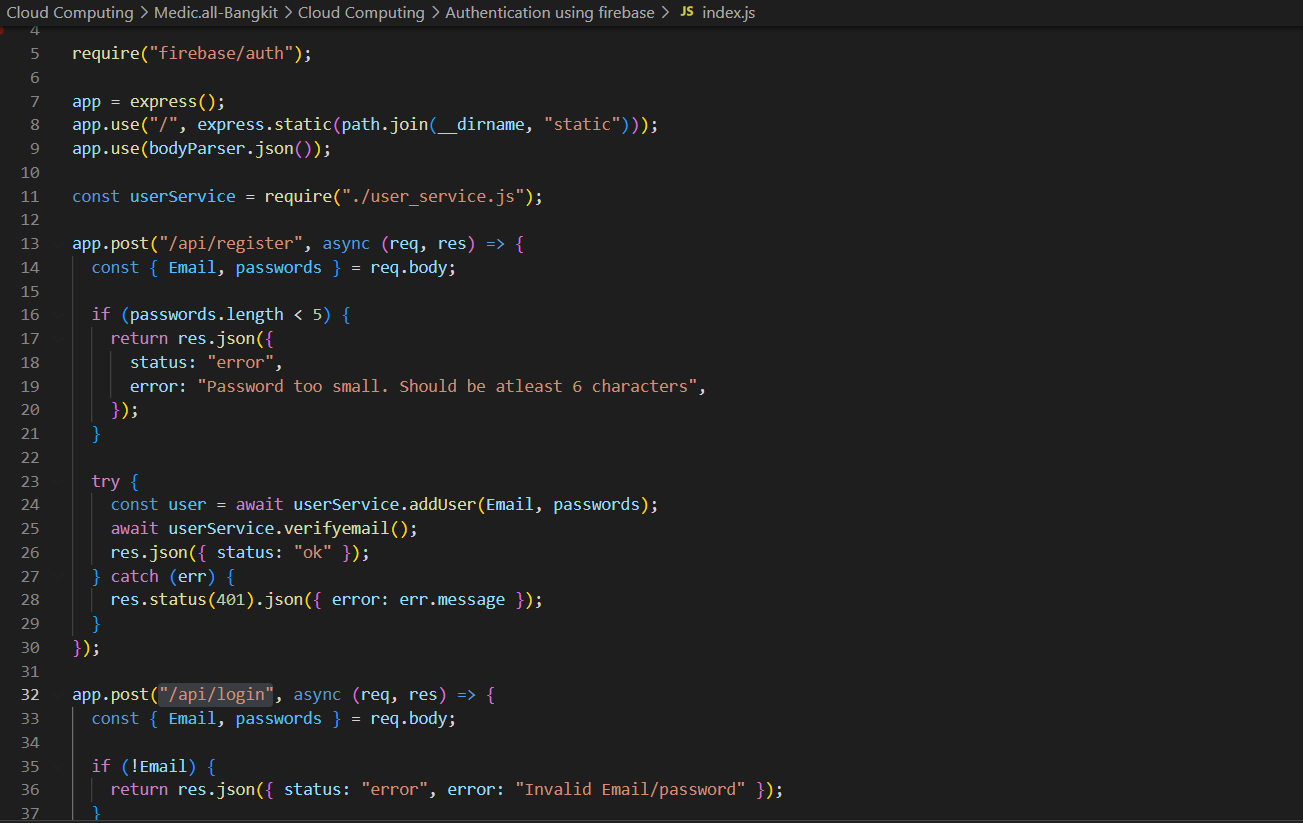 Cloud Computing > Medic.all-Bangkit > Cloud Computing > Authentication using firebase > JS index.js
4
5 require("firebase/auth");
6
7 app = express();
8 app.use("/", express.static(path.join(__dirname, "static")));
9 app.use(bodyParser.json());
10
11 const userService = require("./user_service.js");
12
13 app.post("/api/register", async (req, res) => {
14 const { Email, passwords } = req.body;
15
16 if (passwords.length < 5) {
17 return res.json({
18 status: "error",
19 error: "Password too small. Should be atleast 6 characters",
20 });
21 }
22
23 try {
24 const user = await userService.addUser(Email, passwords);
25 await userService.verifyemail();
26 res.json({ status: "ok" });
27 } catch (err) {
28 res.status(401).json({ error: err.message });
29 }
30 });
31
32 app.post("/api/login", async (req, res) => {
33 const { Email, passwords } = req.body;
34
35 if (!Email) {
36 return res.json({ status: "error", error: "Invalid Email/password" });
37 }